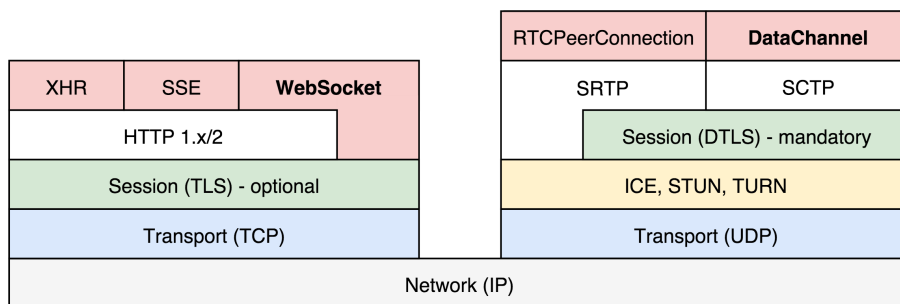 RTCPeerConnection
DataChannel
XHR
SSE
WebSocket
SRTP
SCTP
HTTP 1.x/2
Session (DTLS) - mandatory
Session (TLS) - optional
ICE, STUN, TURN
Transport (TCP)
Transport (UDP)
Network (IP)